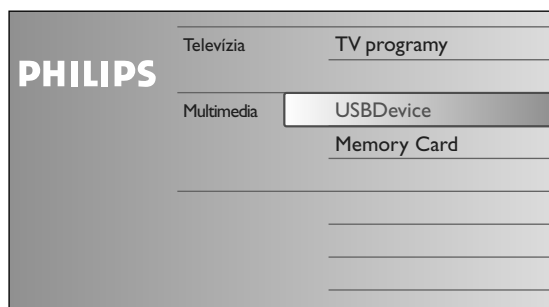 PHILIPS
Televízia TV programy
Multimedia USBDevice
Memory Card